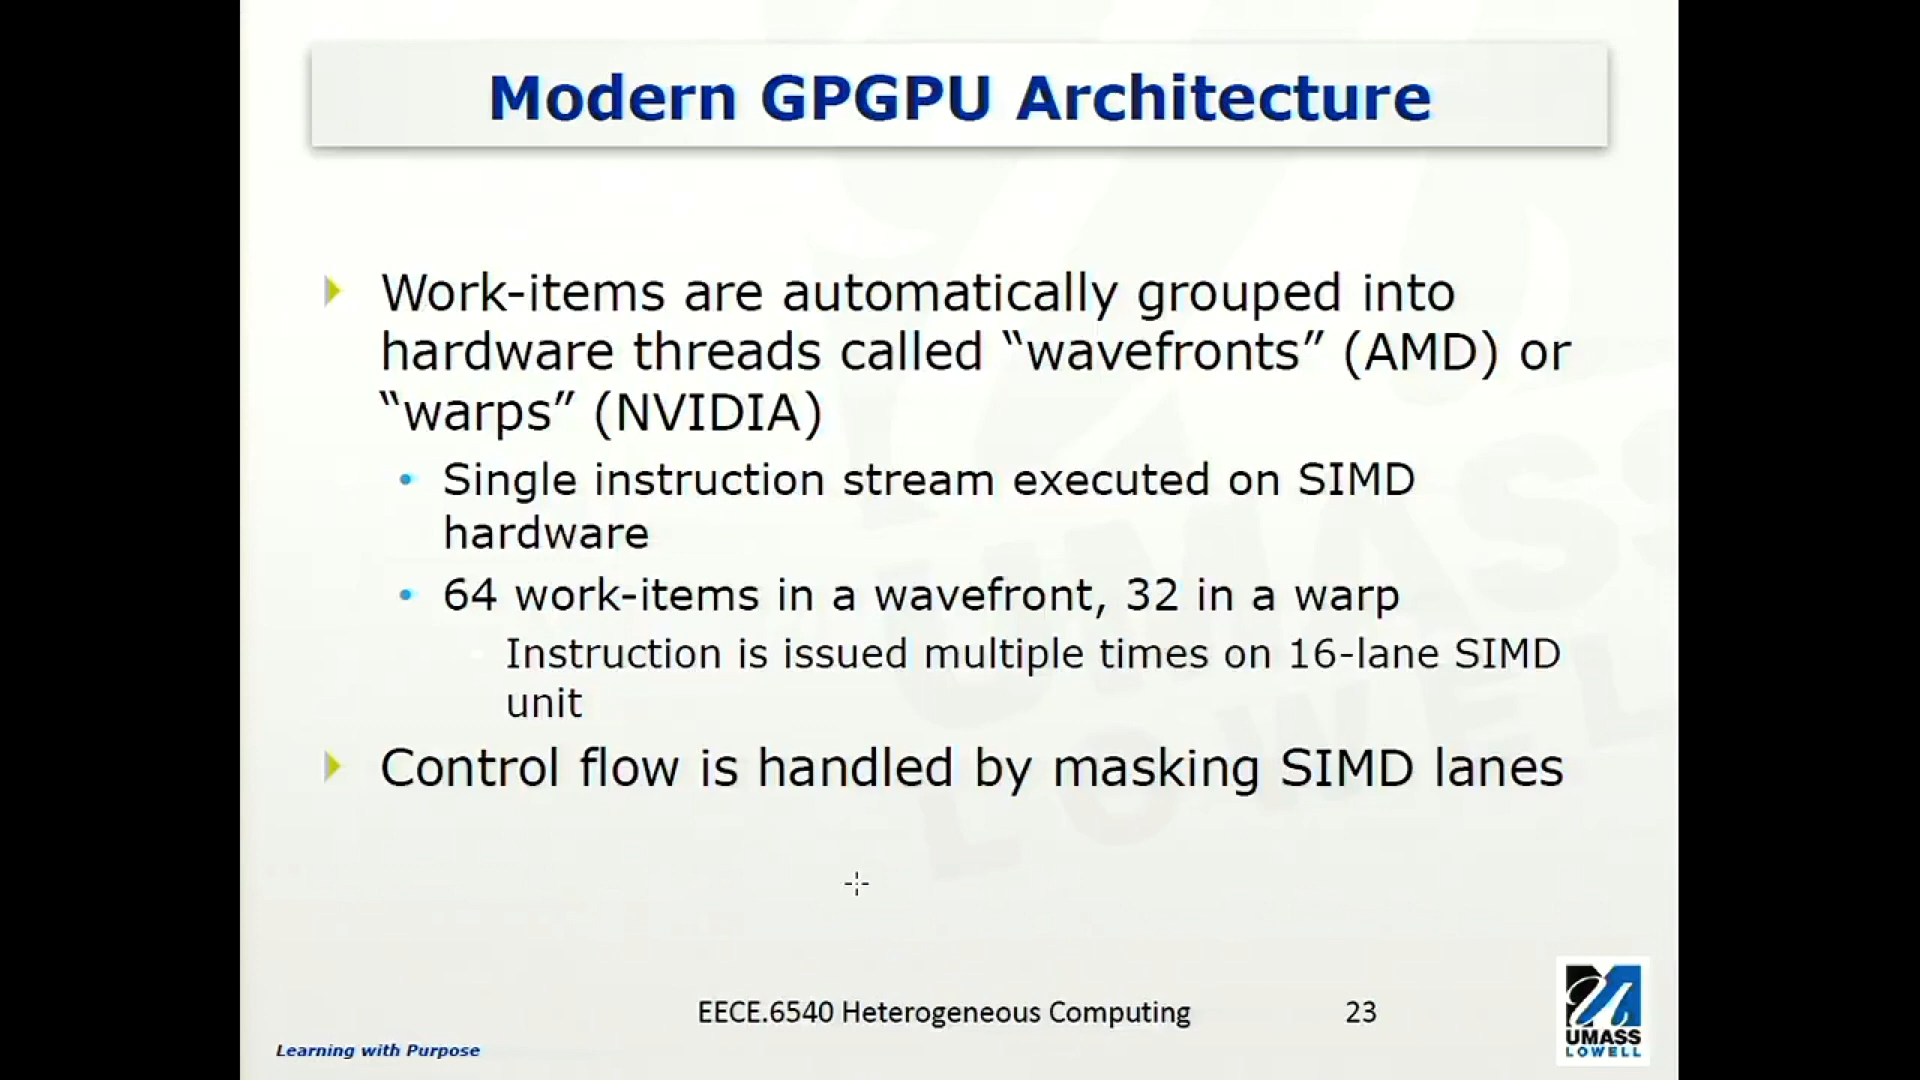 Modern GPGPU Architecture
Work-items are automatically grouped into
hardware threads called “wavefronts” (AMD) or
“warps” (NVIDIA)
Single instruction stream executed on SIMD
hardware
64 work-items in a wavefront, 32 in a warp
Instruction is issued multiple times on 16-lane SIMD
unit
Control flow is handled by masking SIMD lanes
EECE.6540 Heterogeneous Computing
23
Learning with Purpose
UMASS
LOWELL
UMASS
LOWELL